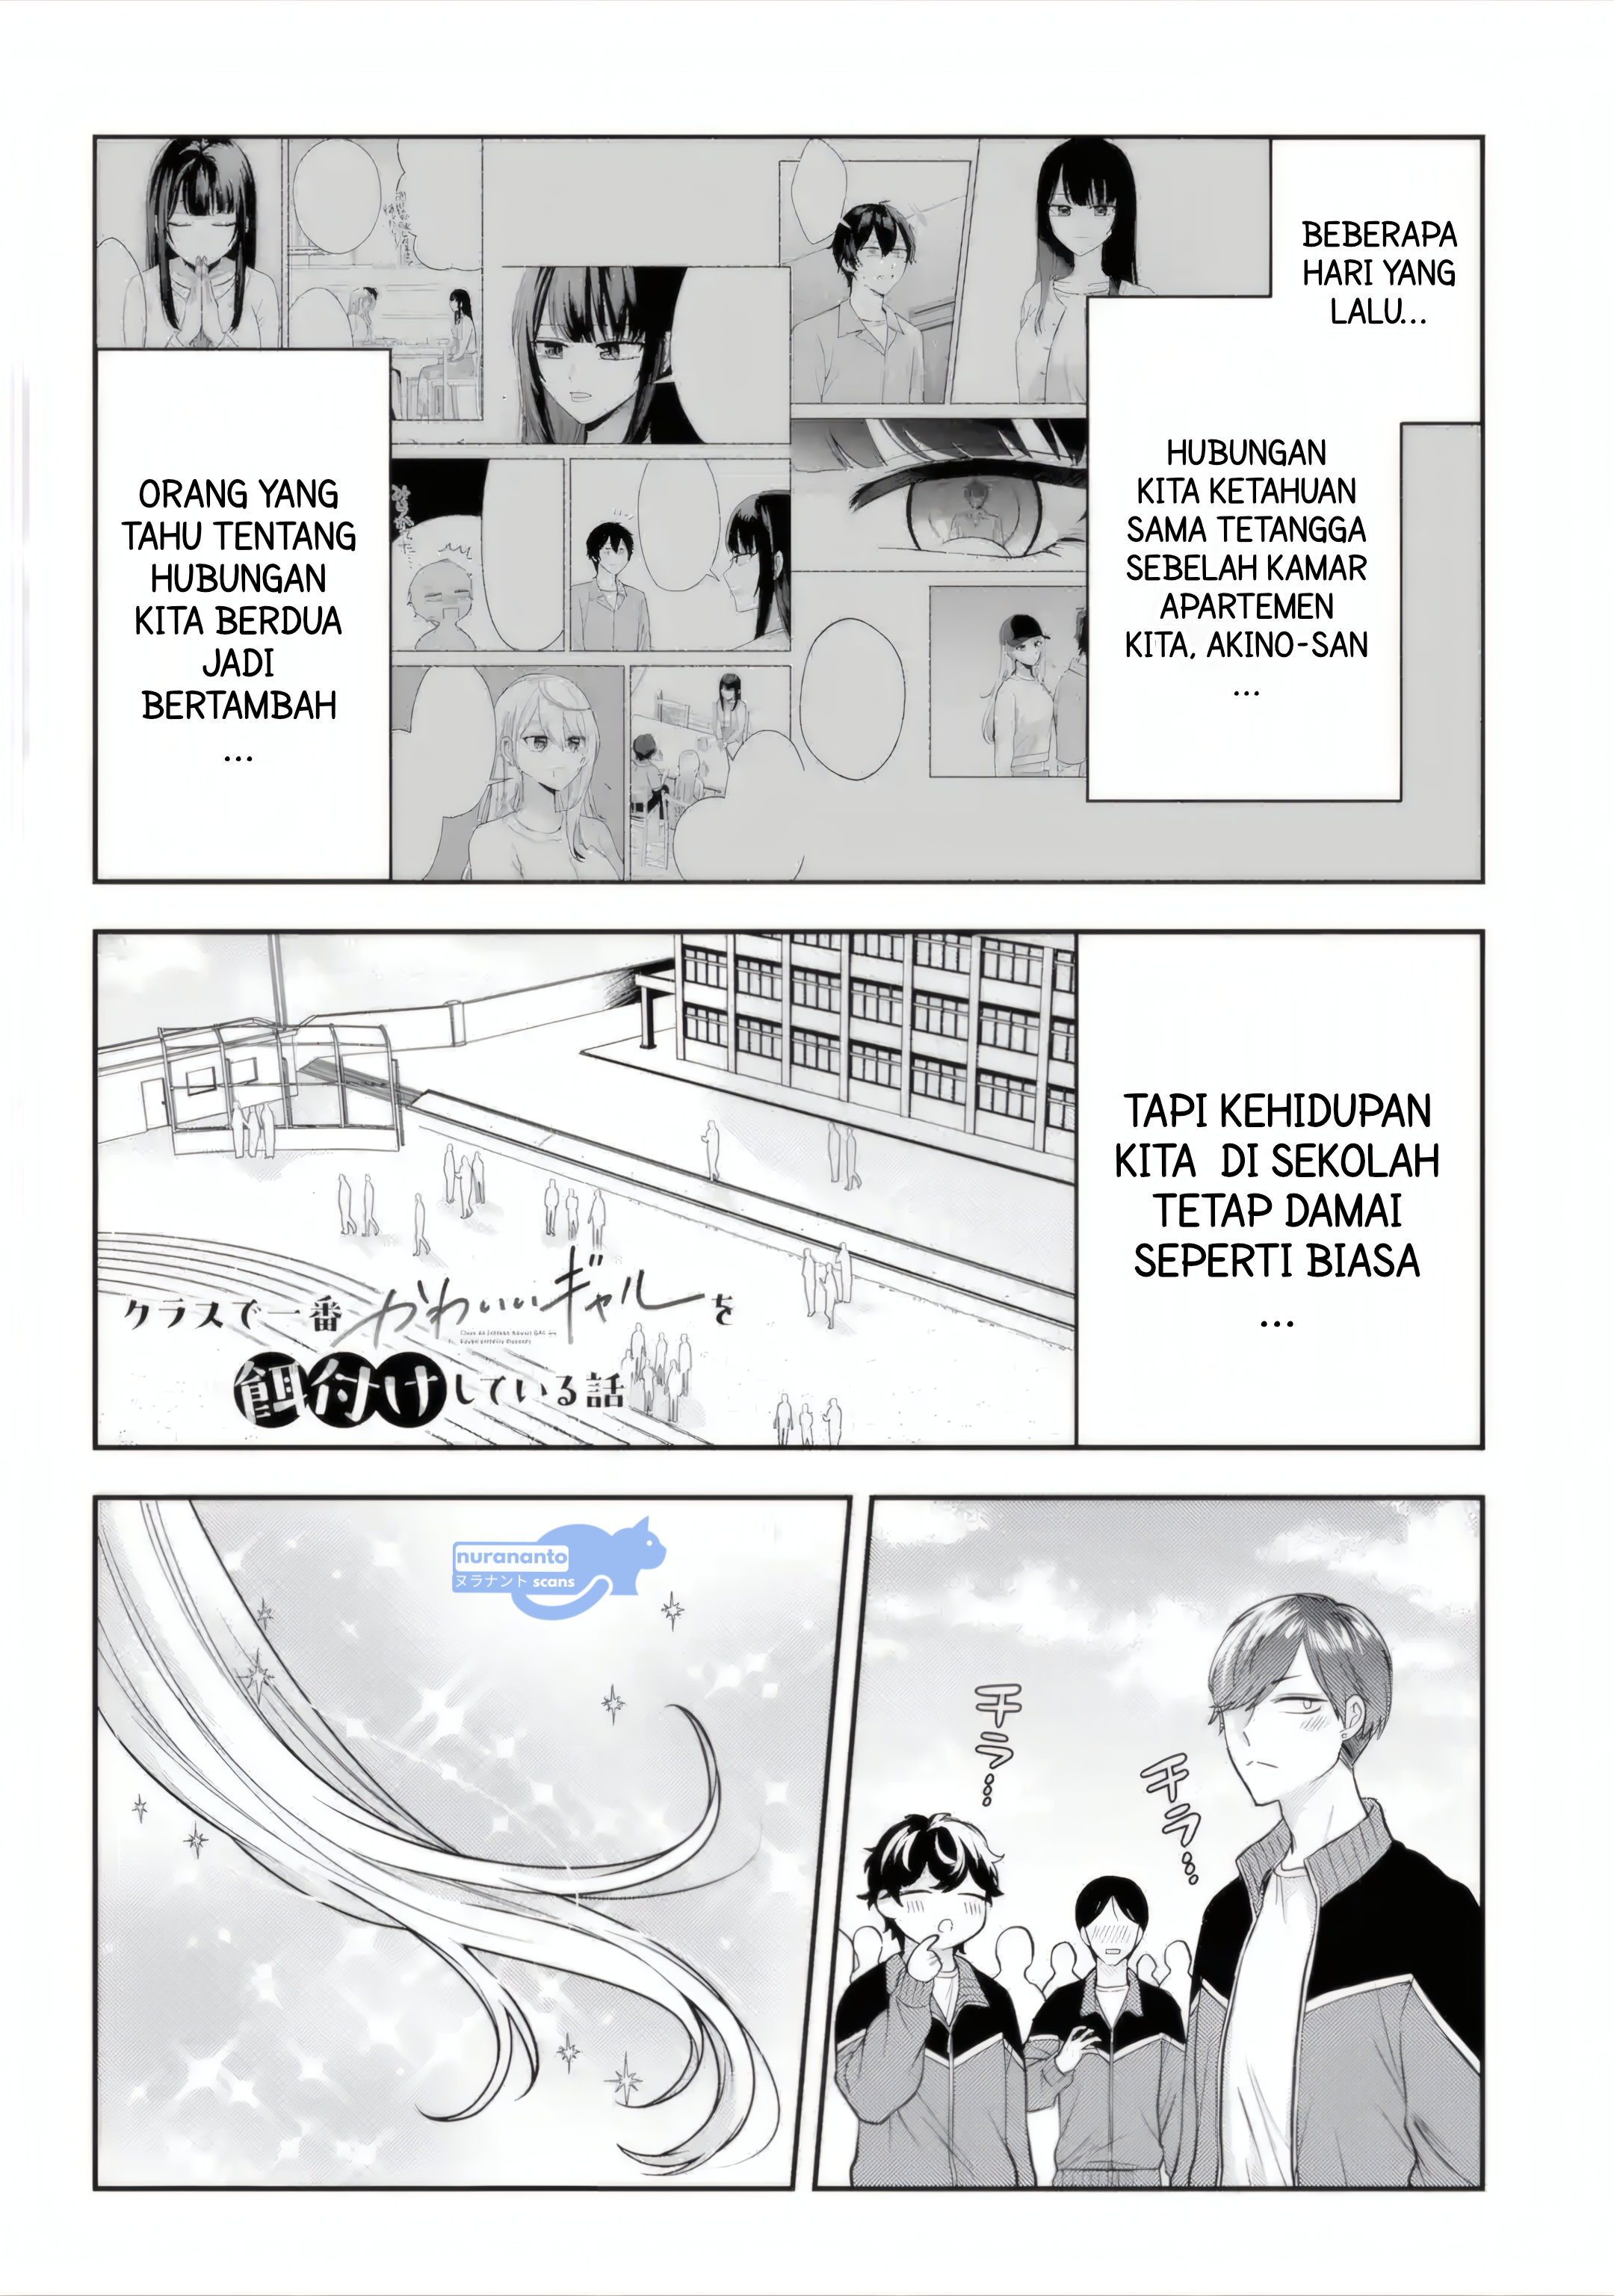 BEBERAPA
HARI YANG
LALU...
HUBUNGAN
KITA KETAHUAN
SAMA TETANGGA
SEBELAH KAMAR
APARTEMEN
KITA, AKINO-SAN
...
ORANG YANG
TAHU TENTANG
HUBUNGAN
KITA BERDUA
JADI
BERTAMBAH
...
TAPI KEHIDUPAN
KITA DI SEKOLAH
TETAP DAMAI
SEPERTI BIASA
...
クラスで一番かわいいギャルを
餌付けしている話
チラ…
チラ…
nurananto
ヌラナント scans